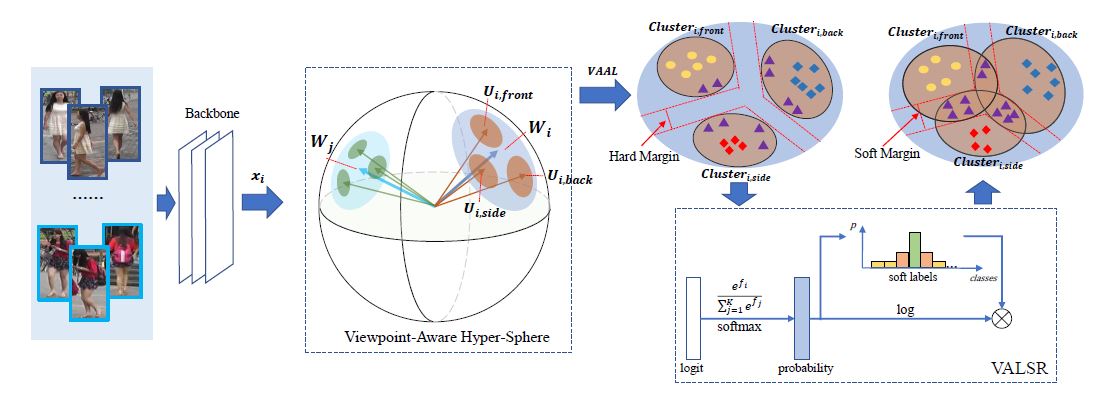 Backbone
......
x_i
W_j
U_{i,front}
W_i
U_{i,back}
U_{i,side}
Viewpoint-Aware Hyper-Sphere
VAAL
Cluster_{i,front}
Cluster_{i,back}
Hard Margin
Cluster_{i,side}
Cluster_{i,front}
Cluster_{i,back}
Soft Margin
Cluster_{i,side}
p
...
classes
soft labels
e^{f_i}
∑_{j=1}^{K} e^{f_j}
softmax
log
logit
probability
VALSR